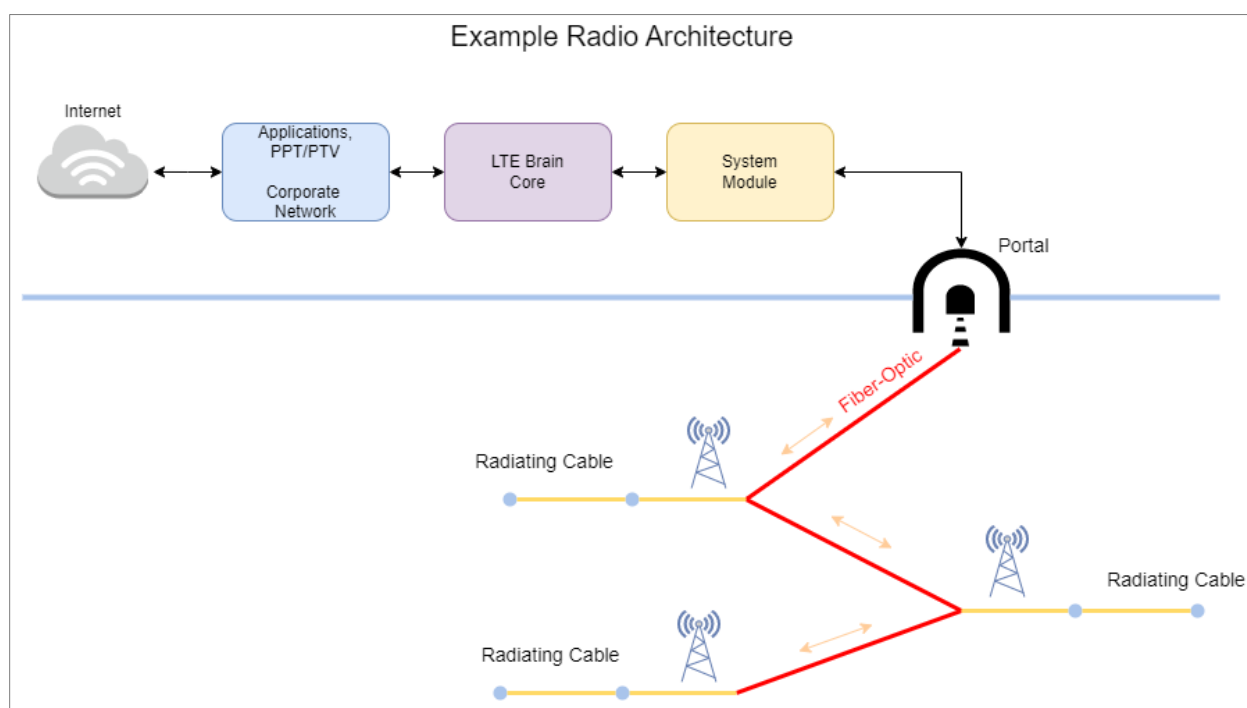 Example Radio Architecture
Internet
Applications,
PPT/PTV
Corporate
Network
LTE Brain
Core
System
Module
Portal
Fiber-Optic
Radiating Cable
Radiating Cable
Radiating Cable